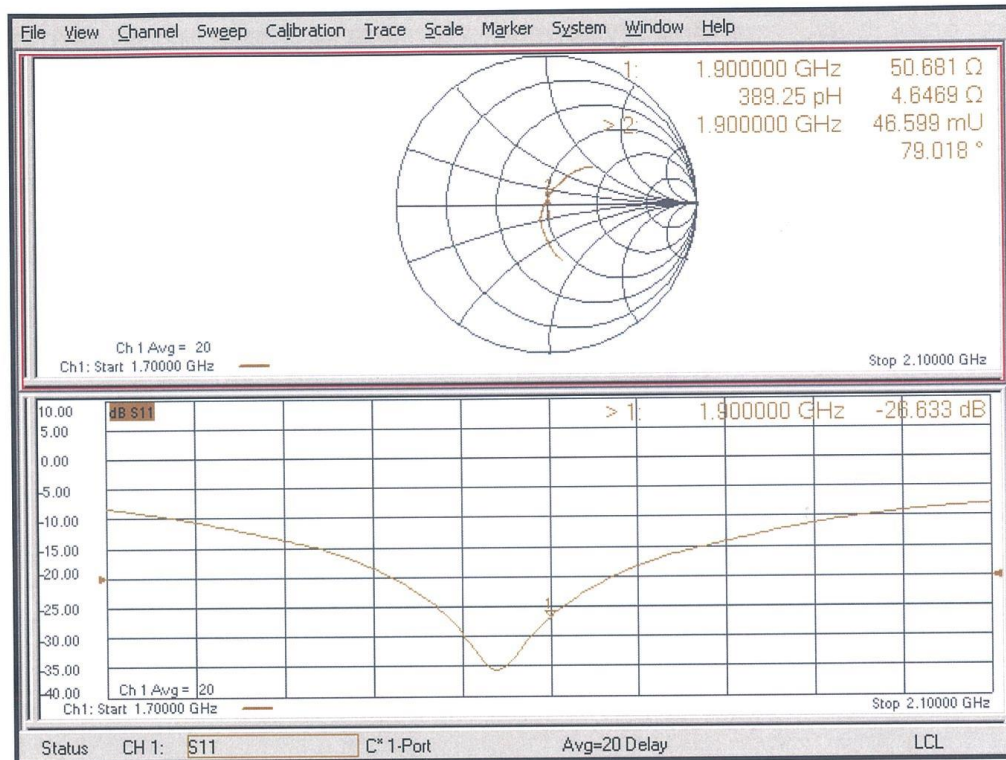 File View Channel Sweep Calibration Trace Scale Marker System Window Help
1: 1.900000 GHz 50.681 Ω
389.25 pH 4.6469 Ω
> 2: 1.900000 GHz 46.599 mU
79.018 °
Ch 1 Avg = 20
Ch1: Start 1.70000 GHz
Stop 2.10000 GHz
10.00
dB S11
> 1: 1.900000 GHz -26.633 dB
5.00
0.00
-5.00
-10.00
-15.00
-20.00
-25.00
1
-30.00
-35.00
-40.00
Ch 1 Avg = 20
Ch1: Start 1.70000 GHz
Stop 2.10000 GHz
Status CH 1: S11 C* 1-Port Avg=20 Delay LCL